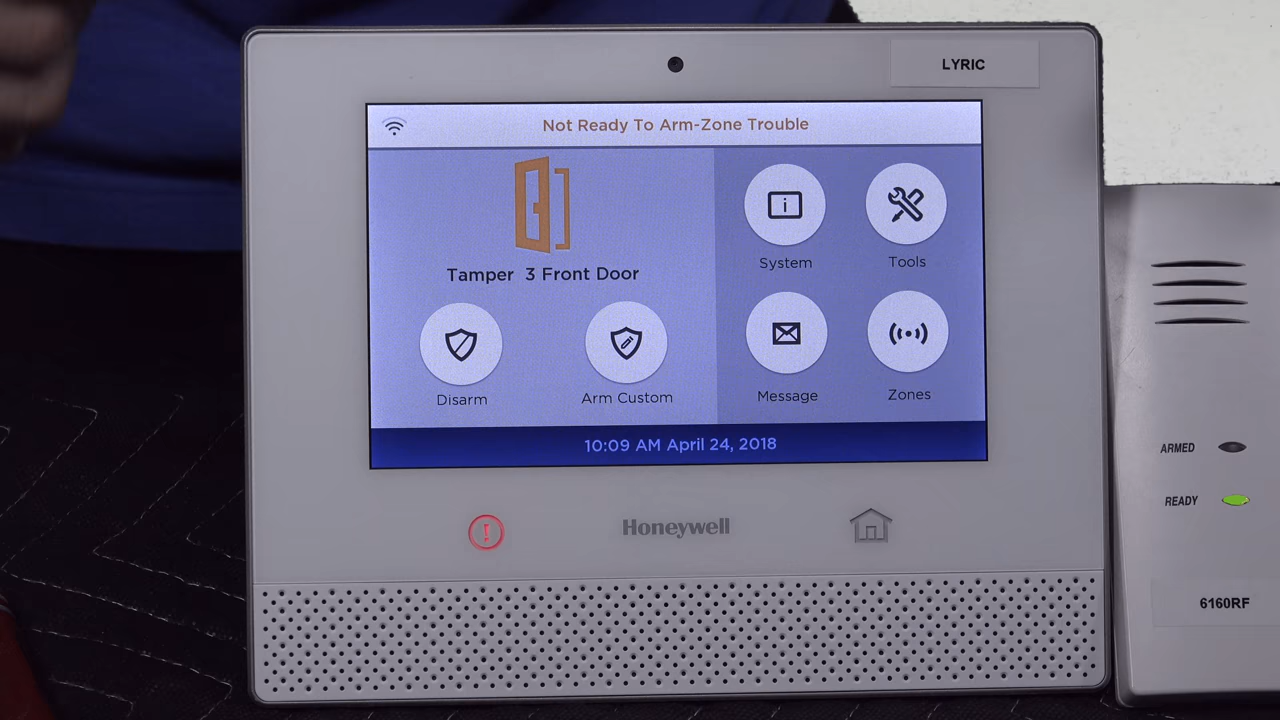 LYRIC
Not Ready To Arm-Zone Trouble
Tamper 3 Front Door
Disarm
Arm Custom
System
Tools
Message
Zones
10:09 AM April 24, 2018
Honeywell
ARMED
READY
6160RF